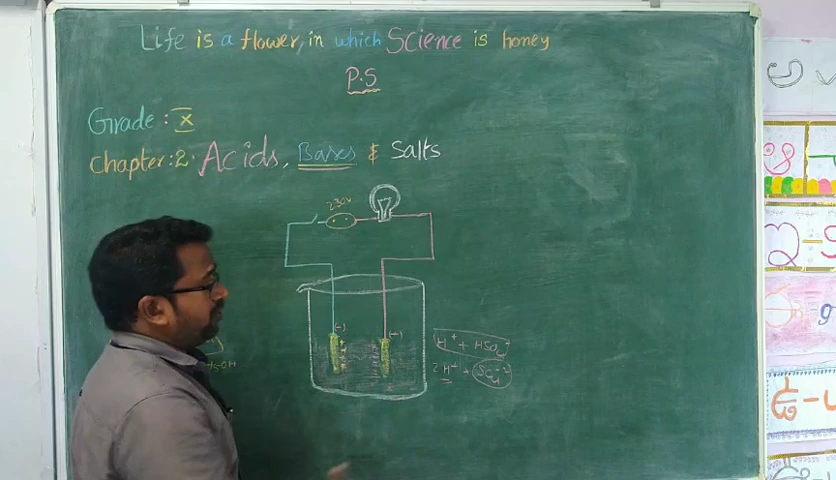 Life is a flower, in which Science is honey
P.S
Grade : X
Chapter:2. Acids, Bases & Salts
230V
(-) (-)
H⁺ + HSO₄⁻
2H⁺ + SO₄⁻²